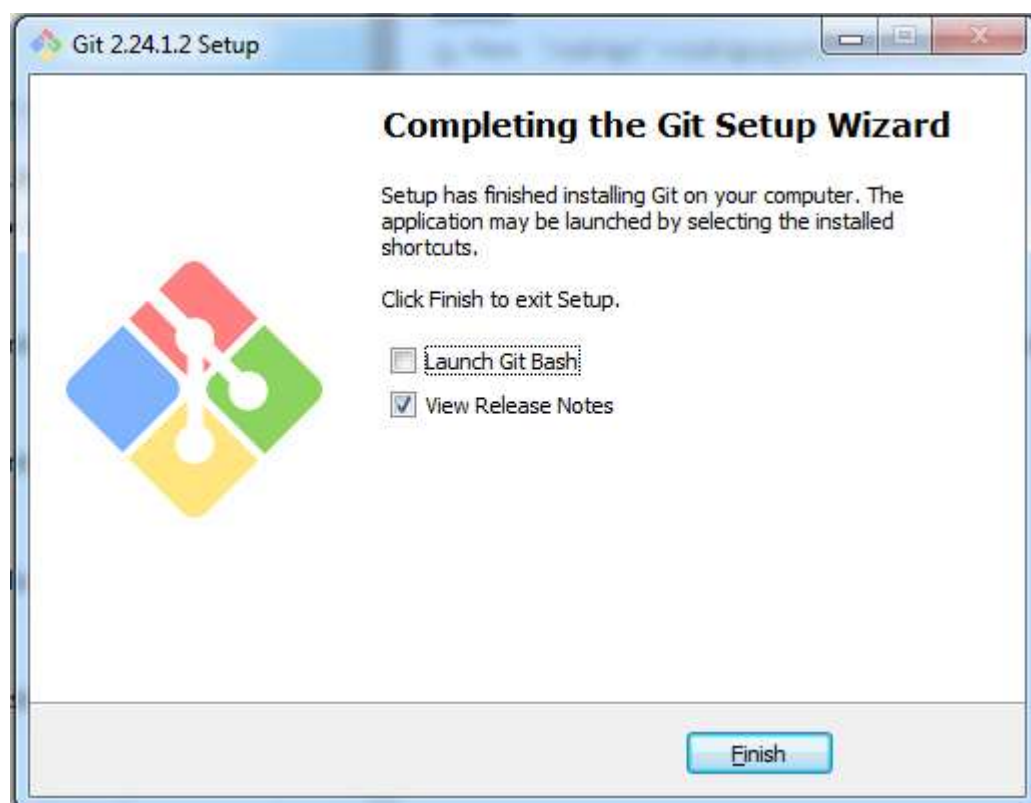 Git 2.24.1.2 Setup
Completing the Git Setup Wizard
Setup has finished installing Git on your computer. The
application may be launched by selecting the installed
shortcuts.
Click Finish to exit Setup.
Launch Git Bash
View Release Notes
Finish